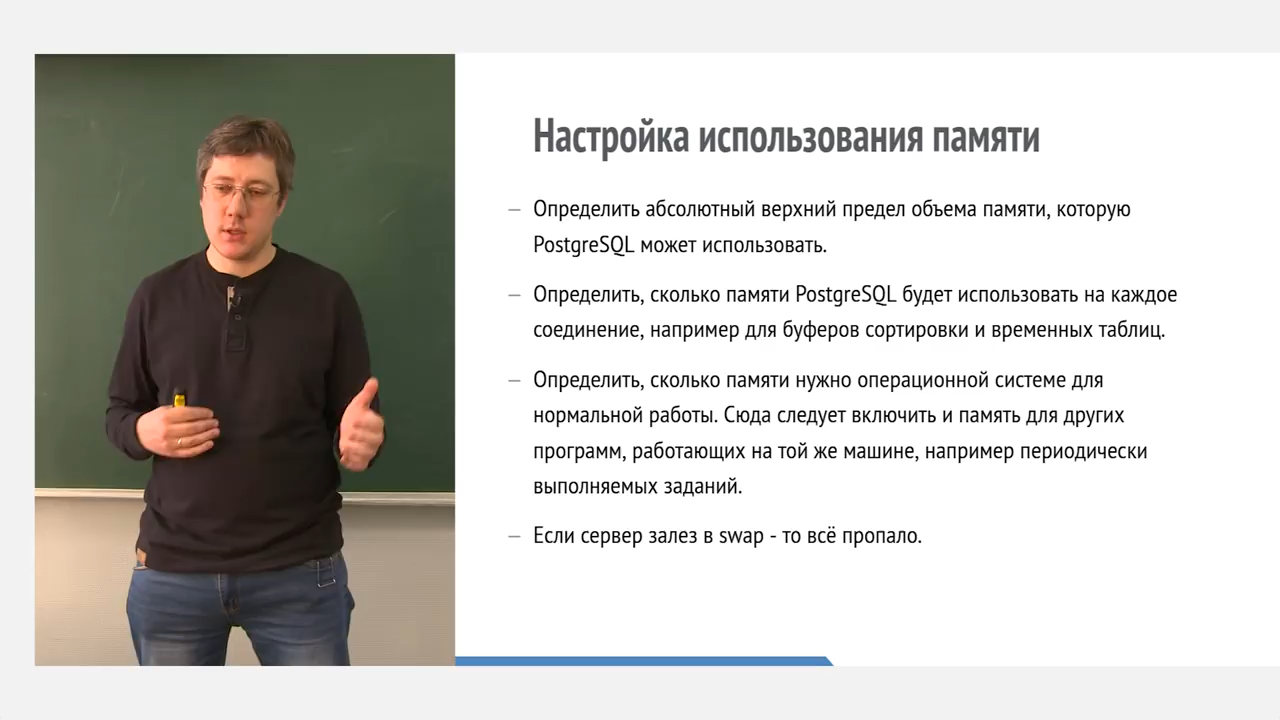 Настройка использования памяти
– Определить абсолютный верхний предел объема памяти, которую
PostgreSQL может использовать.
– Определить, сколько памяти PostgreSQL будет использовать на каждое
соединение, например для буферов сортировки и временных таблиц.
– Определить, сколько памяти нужно операционной системе для
нормальной работы. Сюда следует включить и память для других
программ, работающих на той же машине, например периодически
выполняемых заданий.
– Если сервер залез в swap - то всё пропало.